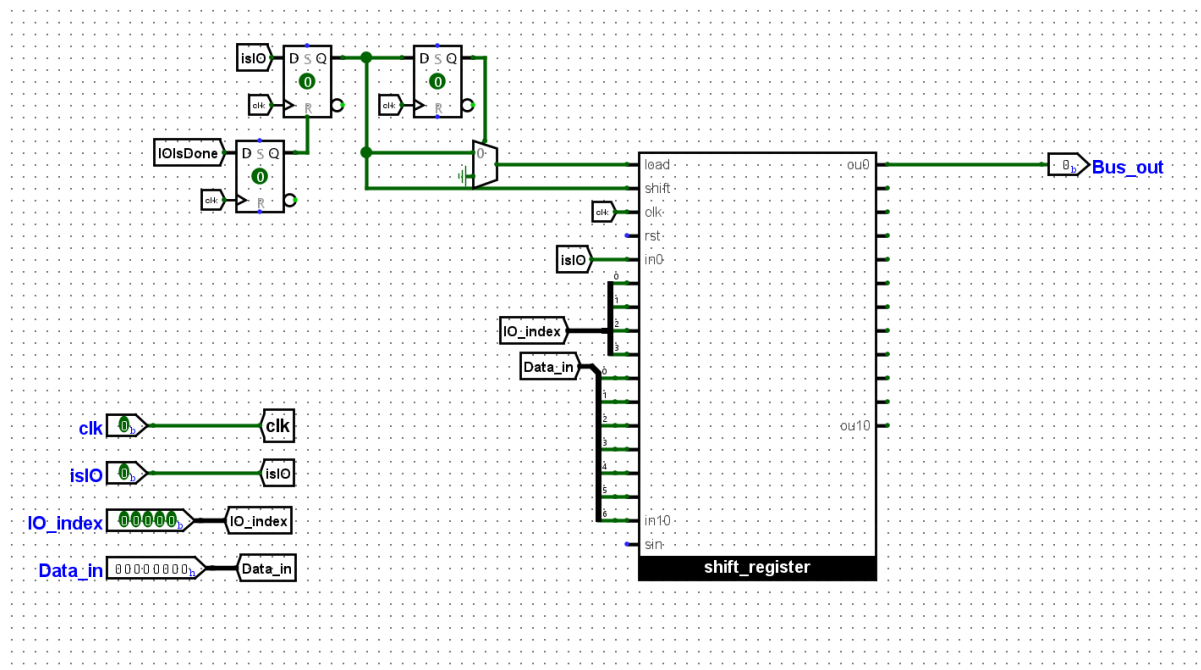 isIO
D S Q
0
R
clk
D S Q
0
R
clk
IOIsDone
D S Q
0
R
clk
0
load
shift
clk
clk
rst
isIO
in0
0
1
2
3
IO_index
Data_in
0
1
2
3
4
5
6
in10
sin
ou0
ou10
shift_register
0b
Bus_out
clk
0b
clk
isIO
0b
isIO
IO_index
00000b
IO_index
Data_in
00000000h
Data_in